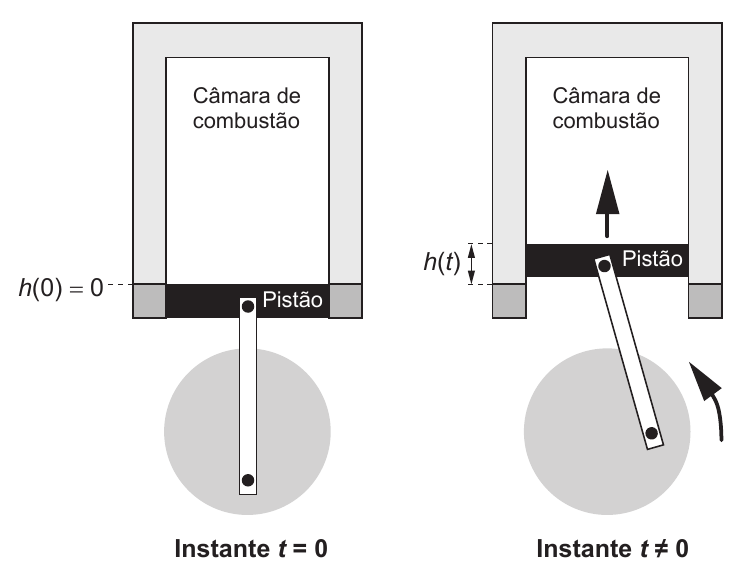 Câmara de
combustão
h(0) = 0
Pistão
Instante t = 0
Câmara de
combustão
h(t)
Pistão
Instante t ≠ 0